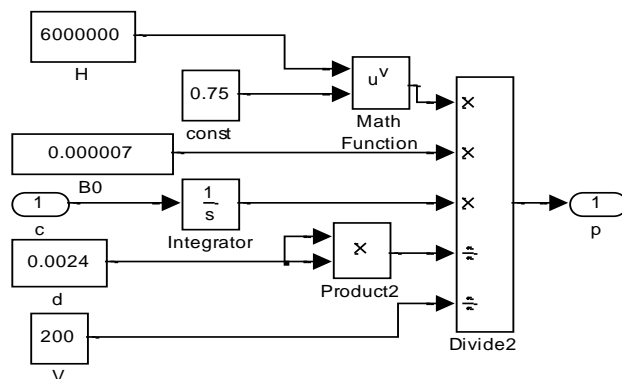 6000000
H
0.75
const
u^v
Math
Function
×
0.000007
B0
×
1
c
1
s
Integrator
×
1
p
0.0024
d
×
Product2
÷
200
V
÷
Divide2